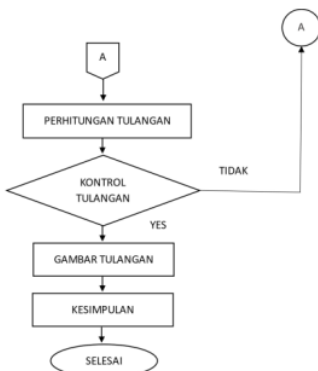 A
A
PERHITUNGAN TULANGAN
KONTROL
TULANGAN
TIDAK
YES
GAMBAR TULANGAN
KESIMPULAN
SELESAI